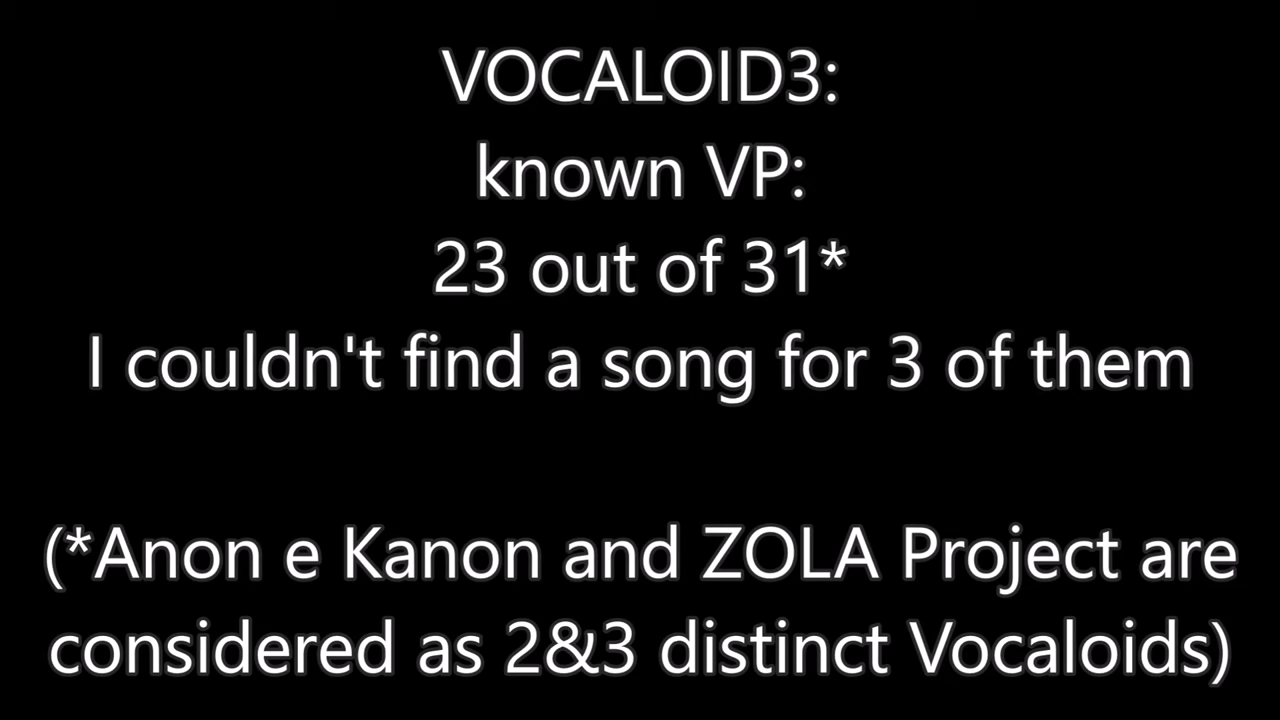 VOCALOID3:
known VP:
23 out of 31*
I couldn't find a song for 3 of them
(*Anon e Kanon and ZOLA Project are
considered as 2&3 distinct Vocaloids)